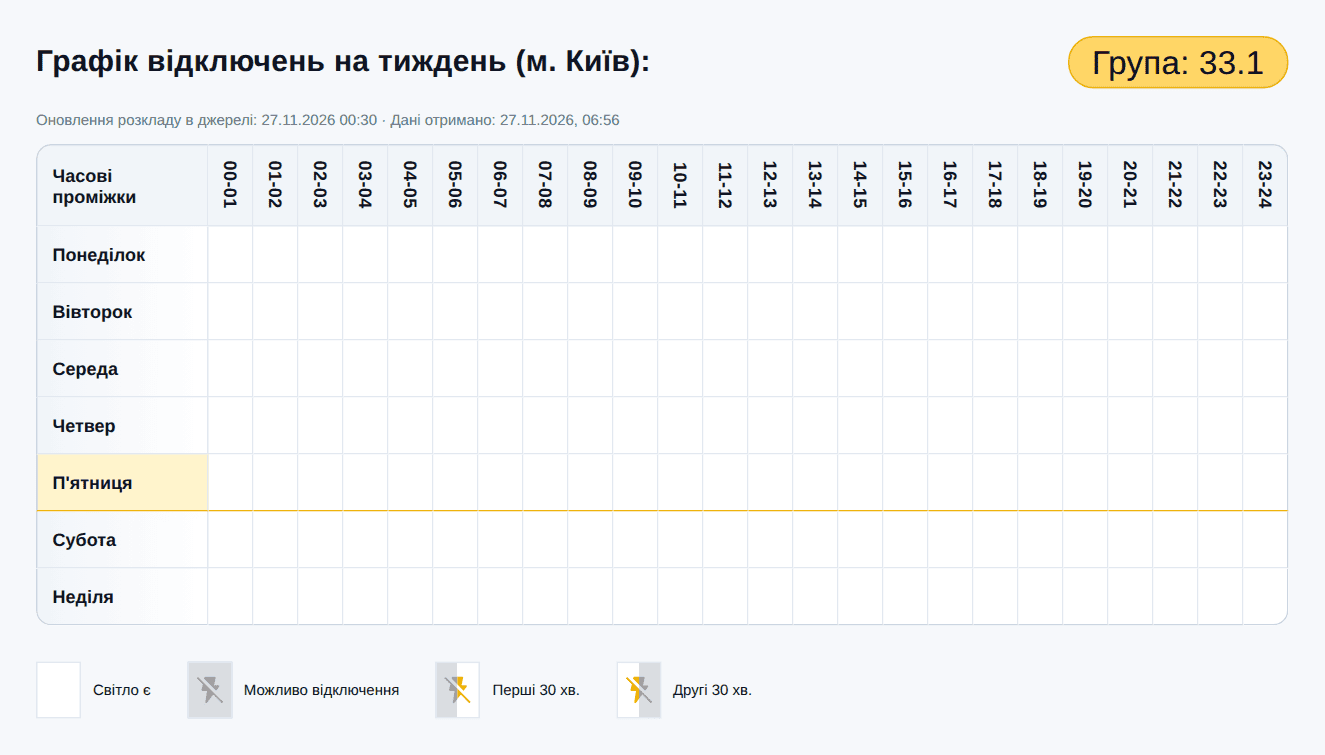 Графік відключень на тиждень (м. Київ):
Група: 33.1
Оновлення розкладу в джерелі: 27.11.2026 00:30 · Дані отримано: 27.11.2026, 06:56
Часові
проміжки
00-01
01-02
02-03
03-04
04-05
05-06
06-07
07-08
08-09
09-10
10-11
11-12
12-13
13-14
14-15
15-16
16-17
17-18
18-19
19-20
20-21
21-22
22-23
23-24
Понеділок
Вівторок
Середа
Четвер
П'ятниця
Субота
Неділя
Світло є
Можливо відключення
Перші 30 хв.
Другі 30 хв.